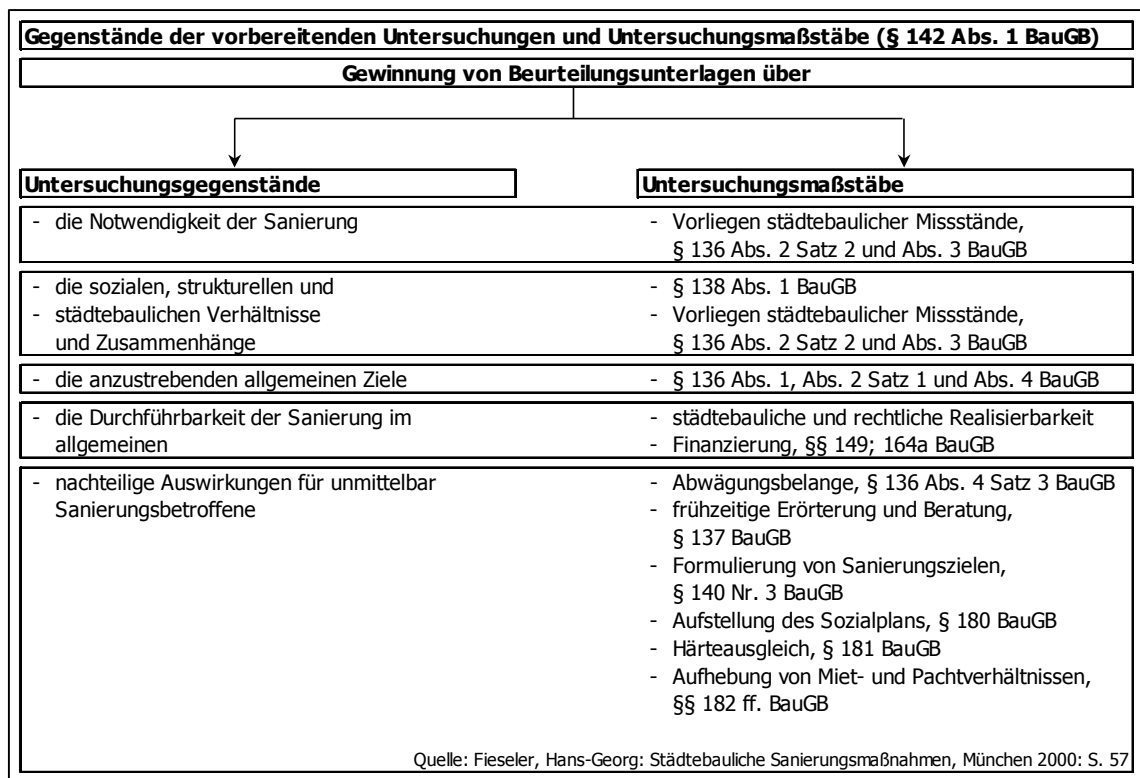 Gegenstände der vorbereitenden Untersuchungen und Untersuchungsmaßstäbe (§ 142 Abs. 1 BauGB)
Gewinnung von Beurteilungsunterlagen über
Untersuchungsgegenstände
Untersuchungsmaßstäbe
- die Notwendigkeit der Sanierung
- Vorliegen städtebaulicher Missstände,
§ 136 Abs. 2 Satz 2 und Abs. 3 BauGB
- die sozialen, strukturellen und
- städtebaulichen Verhältnisse
und Zusammenhänge
- § 138 Abs. 1 BauGB
- Vorliegen städtebaulicher Missstände,
§ 136 Abs. 2 Satz 2 und Abs. 3 BauGB
- die anzustrebenden allgemeinen Ziele
- § 136 Abs. 1, Abs. 2 Satz 1 und Abs. 4 BauGB
- die Durchführbarkeit der Sanierung im
allgemeinen
- städtebauliche und rechtliche Realisierbarkeit
- Finanzierung, §§ 149; 164a BauGB
- nachteilige Auswirkungen für unmittelbar
Sanierungsbetroffene
- Abwägungsbelange, § 136 Abs. 4 Satz 3 BauGB
- frühzeitige Erörterung und Beratung,
§ 137 BauGB
- Formulierung von Sanierungszielen,
§ 140 Nr. 3 BauGB
- Aufstellung des Sozialplans, § 180 BauGB
- Härteausgleich, § 181 BauGB
- Aufhebung von Miet- und Pachtverhältnissen,
§§ 182 ff. BauGB
Quelle: Fieseler, Hans-Georg: Städtebauliche Sanierungsmaßnahmen, München 2000: S. 57